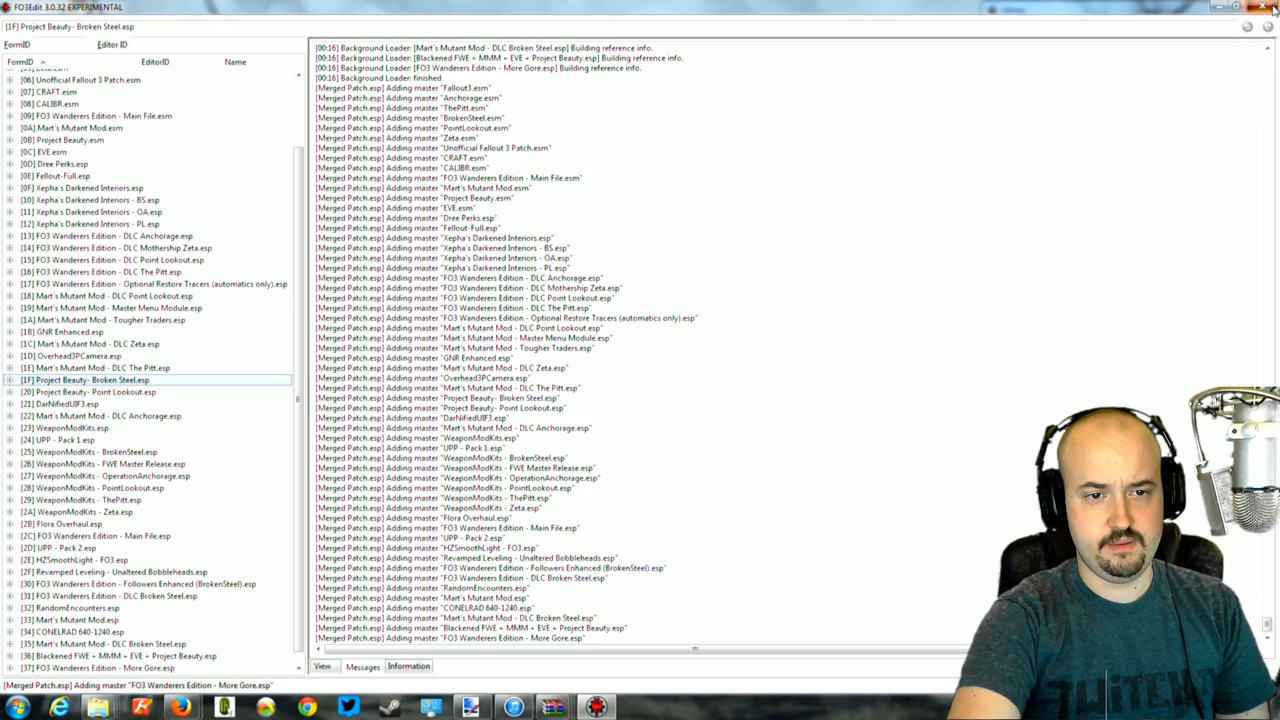 FO3Edit 3.0.32 EXPERIMENTAL
[1F] Project Beauty- Broken Steel.esp
FormID Editor ID
FormID EditorID Name
[06] Unofficial Fallout 3 Patch.esm
[07] CRAFT.esm
[08] CALIBR.esm
[09] FO3 Wanderers Edition - Main File.esm
[0A] Mart's Mutant Mod.esm
[0B] Project Beauty.esm
[0C] EVE.esm
[0D] Dree Perks.esp
[0E] Fellout-Full.esp
[0F] Xepha's Darkened Interiors.esp
[10] Xepha's Darkened Interiors - BS.esp
[11] Xepha's Darkened Interiors - OA.esp
[12] Xepha's Darkened Interiors - PL.esp
[13] FO3 Wanderers Edition - DLC Anchorage.esp
[14] FO3 Wanderers Edition - DLC Mothership Zeta.esp
[15] FO3 Wanderers Edition - DLC Point Lookout.esp
[16] FO3 Wanderers Edition - DLC The Pitt.esp
[17] FO3 Wanderers Edition - Optional Restore Tracers (automatics only).esp
[18] Mart's Mutant Mod - DLC Point Lookout.esp
[19] Mart's Mutant Mod - Master Menu Module.esp
[1A] Mart's Mutant Mod - Tougher Traders.esp
[1B] GNR Enhanced.esp
[1C] Mart's Mutant Mod - DLC Zeta.esp
[1D] Overhead3PCamera.esp
[1E] Mart's Mutant Mod - DLC The Pitt.esp
[1F] Project Beauty- Broken Steel.esp
[20] Project Beauty- Point Lookout.esp
[21] DarNifiedUIF3.esp
[22] Mart's Mutant Mod - DLC Anchorage.esp
[23] WeaponModKits.esp
[24] UPP - Pack 1.esp
[25] WeaponModKits - BrokenSteel.esp
[26] WeaponModKits - FWE Master Release.esp
[27] WeaponModKits - OperationAnchorage.esp
[28] WeaponModKits - PointLookout.esp
[29] WeaponModKits - ThePitt.esp
[2A] WeaponModKits - Zeta.esp
[2B] Flora Overhaul.esp
[2C] FO3 Wanderers Edition - Main File.esp
[2D] UPP - Pack 2.esp
[2E] HZSmoothLight - FO3.esp
[2F] Revamped Leveling - Unaltered Bobbleheads.esp
[30] FO3 Wanderers Edition - Followers Enhanced (BrokenSteel).esp
[31] FO3 Wanderers Edition - DLC Broken Steel.esp
[32] RandomEncounters.esp
[33] Mart's Mutant Mod.esp
[34] CONELRAD 640-1240.esp
[35] Mart's Mutant Mod - DLC Broken Steel.esp
[36] Blackened FWE + MMM + EVE + Project Beauty.esp
[37] FO3 Wanderers Edition - More Gore.esp
[00:16] Background Loader: [Mart's Mutant Mod - DLC Broken Steel.esp] Building reference info.
[00:16] Background Loader: [Blackened FWE + MMM + EVE + Project Beauty.esp] Building reference info.
[00:16] Background Loader: [FO3 Wanderers Edition - More Gore.esp] Building reference info.
[00:16] Background Loader: finished
[Merged Patch.esp] Adding master "Fallout3.esm"
[Merged Patch.esp] Adding master "Anchorage.esm"
[Merged Patch.esp] Adding master "ThePitt.esm"
[Merged Patch.esp] Adding master "BrokenSteel.esm"
[Merged Patch.esp] Adding master "PointLookout.esm"
[Merged Patch.esp] Adding master "Zeta.esm"
[Merged Patch.esp] Adding master "Unofficial Fallout 3 Patch.esm"
[Merged Patch.esp] Adding master "CRAFT.esm"
[Merged Patch.esp] Adding master "CALIBR.esm"
[Merged Patch.esp] Adding master "FO3 Wanderers Edition - Main File.esm"
[Merged Patch.esp] Adding master "Mart's Mutant Mod.esm"
[Merged Patch.esp] Adding master "Project Beauty.esm"
[Merged Patch.esp] Adding master "EVE.esm"
[Merged Patch.esp] Adding master "Dree Perks.esp"
[Merged Patch.esp] Adding master "Fellout-Full.esp"
[Merged Patch.esp] Adding master "Xepha's Darkened Interiors.esp"
[Merged Patch.esp] Adding master "Xepha's Darkened Interiors - BS.esp"
[Merged Patch.esp] Adding master "Xepha's Darkened Interiors - OA.esp"
[Merged Patch.esp] Adding master "Xepha's Darkened Interiors - PL.esp"
[Merged Patch.esp] Adding master "FO3 Wanderers Edition - DLC Anchorage.esp"
[Merged Patch.esp] Adding master "FO3 Wanderers Edition - DLC Mothership Zeta.esp"
[Merged Patch.esp] Adding master "FO3 Wanderers Edition - DLC Point Lookout.esp"
[Merged Patch.esp] Adding master "FO3 Wanderers Edition - DLC The Pitt.esp"
[Merged Patch.esp] Adding master "FO3 Wanderers Edition - Optional Restore Tracers (automatics only).esp"
[Merged Patch.esp] Adding master "Mart's Mutant Mod - DLC Point Lookout.esp"
[Merged Patch.esp] Adding master "Mart's Mutant Mod - Master Menu Module.esp"
[Merged Patch.esp] Adding master "Mart's Mutant Mod - Tougher Traders.esp"
[Merged Patch.esp] Adding master "GNR Enhanced.esp"
[Merged Patch.esp] Adding master "Mart's Mutant Mod - DLC Zeta.esp"
[Merged Patch.esp] Adding master "Overhead3PCamera.esp"
[Merged Patch.esp] Adding master "Mart's Mutant Mod - DLC The Pitt.esp"
[Merged Patch.esp] Adding master "Project Beauty- Broken Steel.esp"
[Merged Patch.esp] Adding master "Project Beauty- Point Lookout.esp"
[Merged Patch.esp] Adding master "DarNifiedUIF3.esp"
[Merged Patch.esp] Adding master "Mart's Mutant Mod - DLC Anchorage.esp"
[Merged Patch.esp] Adding master "WeaponModKits.esp"
[Merged Patch.esp] Adding master "UPP - Pack 1.esp"
[Merged Patch.esp] Adding master "WeaponModKits - BrokenSteel.esp"
[Merged Patch.esp] Adding master "WeaponModKits - FWE Master Release.esp"
[Merged Patch.esp] Adding master "WeaponModKits - OperationAnchorage.esp"
[Merged Patch.esp] Adding master "WeaponModKits - PointLookout.esp"
[Merged Patch.esp] Adding master "WeaponModKits - ThePitt.esp"
[Merged Patch.esp] Adding master "WeaponModKits - Zeta.esp"
[Merged Patch.esp] Adding master "Flora Overhaul.esp"
[Merged Patch.esp] Adding master "FO3 Wanderers Edition - Main File.esp"
[Merged Patch.esp] Adding master "UPP - Pack 2.esp"
[Merged Patch.esp] Adding master "HZSmoothLight - FO3.esp"
[Merged Patch.esp] Adding master "Revamped Leveling - Unaltered Bobbleheads.esp"
[Merged Patch.esp] Adding master "FO3 Wanderers Edition - Followers Enhanced (BrokenSteel).esp"
[Merged Patch.esp] Adding master "FO3 Wanderers Edition - DLC Broken Steel.esp"
[Merged Patch.esp] Adding master "RandomEncounters.esp"
[Merged Patch.esp] Adding master "Mart's Mutant Mod.esp"
[Merged Patch.esp] Adding master "CONELRAD 640-1240.esp"
[Merged Patch.esp] Adding master "Mart's Mutant Mod - DLC Broken Steel.esp"
[Merged Patch.esp] Adding master "Blackened FWE + MMM + EVE + Project Beauty.esp"
[Merged Patch.esp] Adding master "FO3 Wanderers Edition - More Gore.esp"
View Messages Information
[Merged Patch.esp] Adding master "FO3 Wanderers Edition - More Gore.esp"